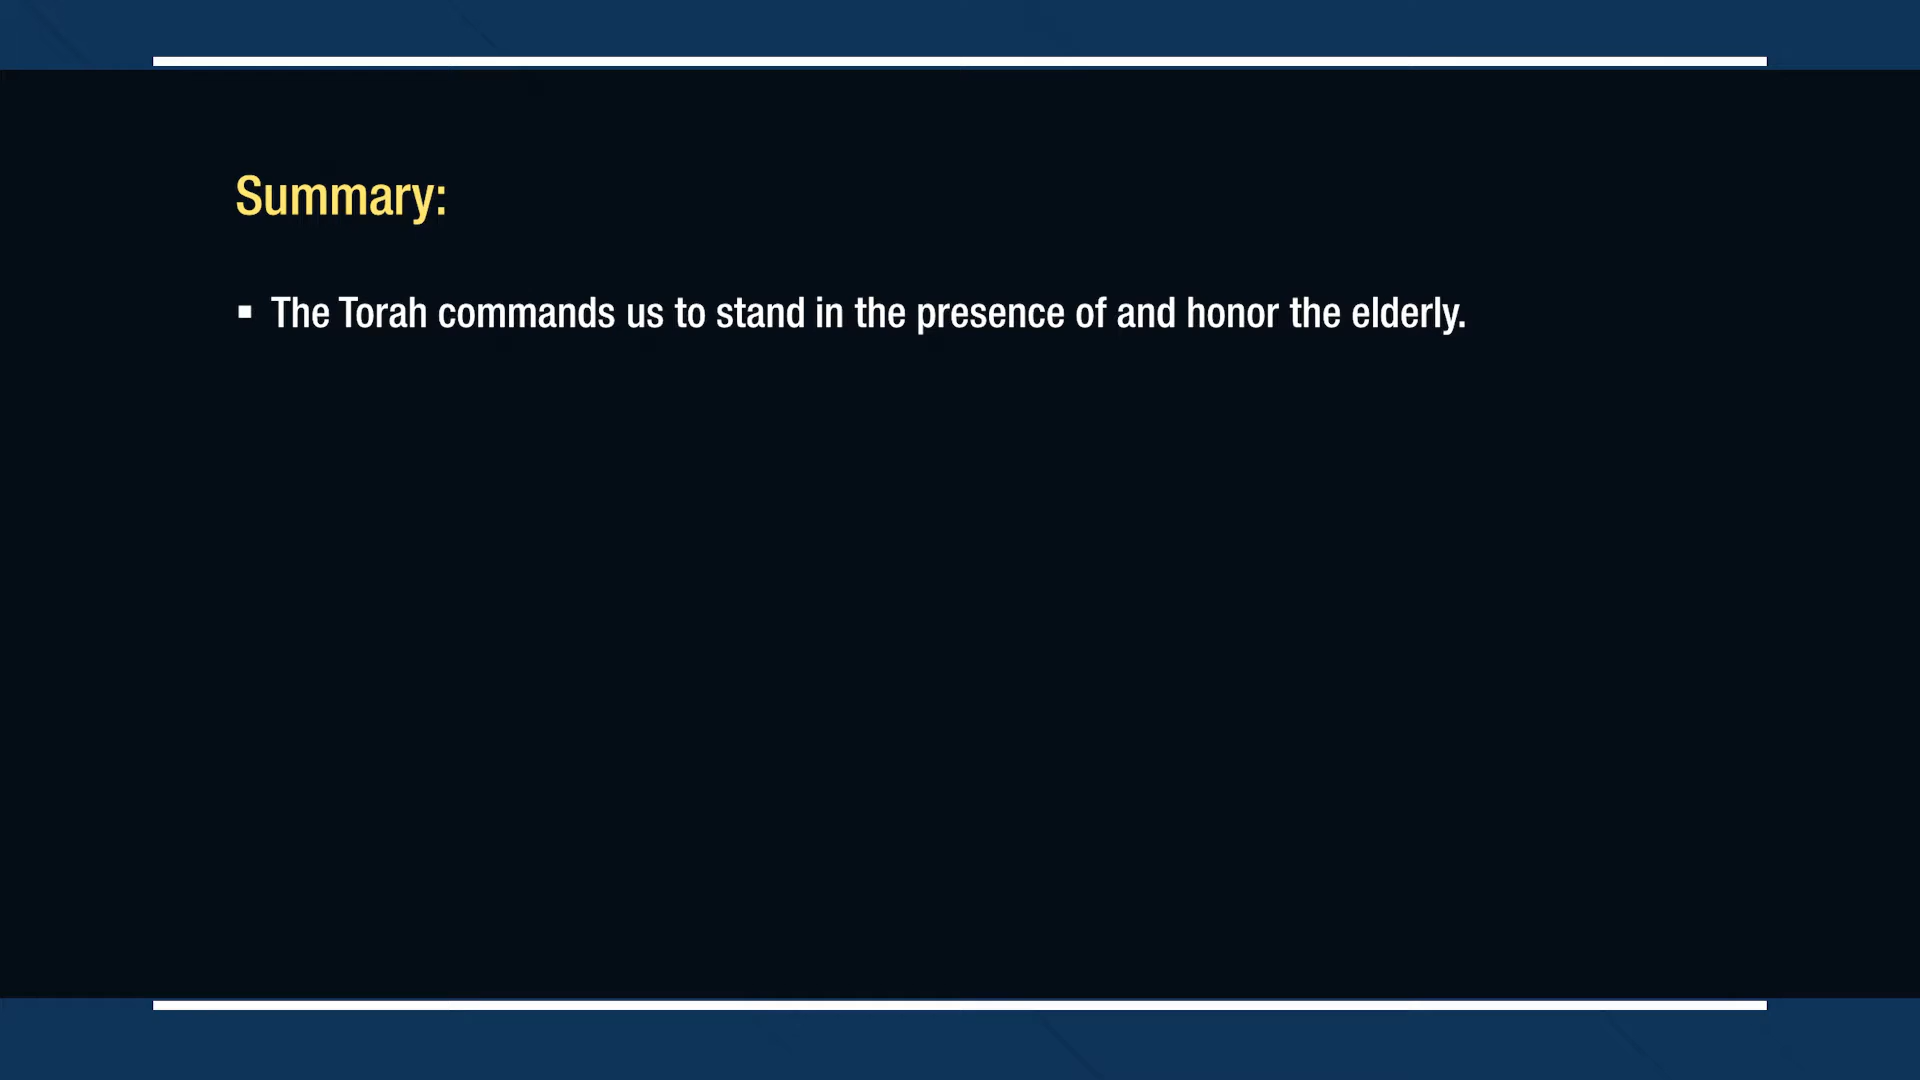 Summary:
▪ The Torah commands us to stand in the presence of and honor the elderly.